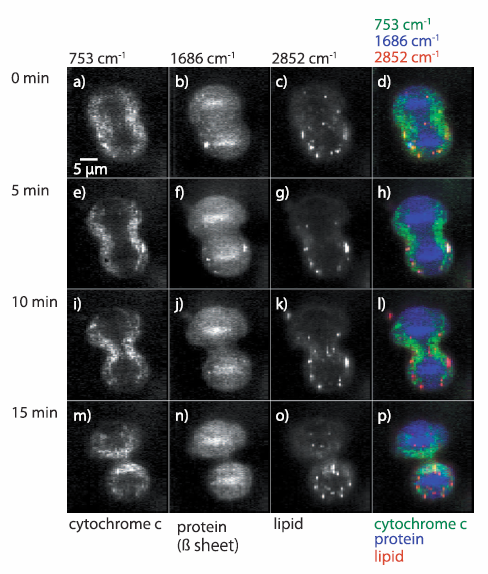 753 cm⁻¹
753 cm⁻¹ 1686 cm⁻¹ 2852 cm⁻¹ 1686 cm⁻¹
2852 cm⁻¹
0 min
a) b) c) d)
5 µm
5 min
e) f) g) h)
10 min
i) j) k) l)
15 min
m) n) o) p)
cytochrome c protein lipid cytochrome c
(ß sheet) protein
lipid